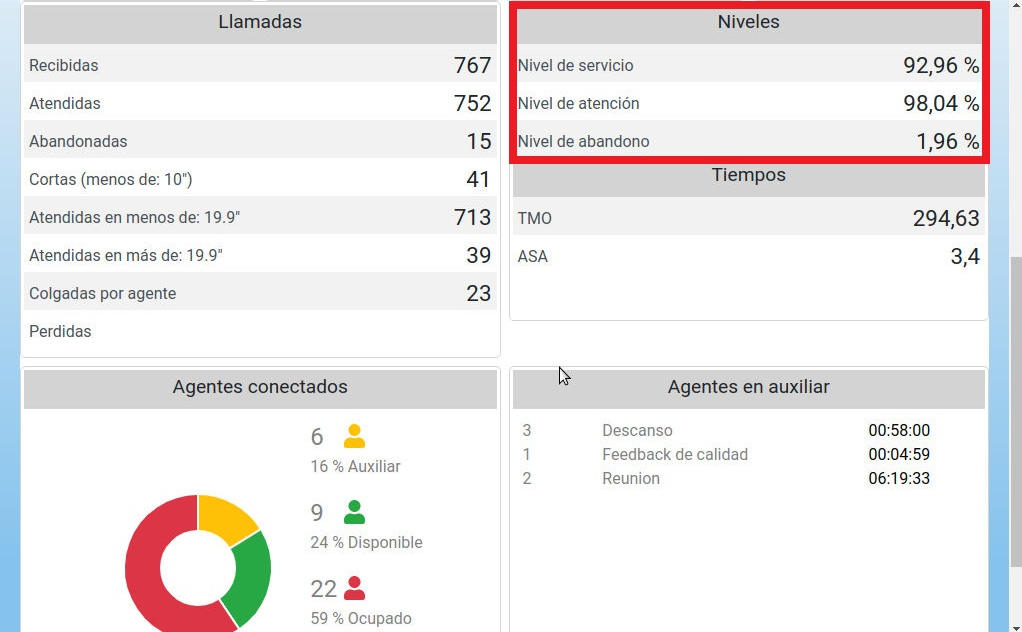 Llamadas
Recibidas 767
Atendidas 752
Abandonadas 15
Cortas (menos de: 10") 41
Atendidas en menos de: 19.9" 713
Atendidas en más de: 19.9" 39
Colgadas por agente 23
Perdidas
Niveles
Nivel de servicio 92,96 %
Nivel de atención 98,04 %
Nivel de abandono 1,96 %
Tiempos
TMO 294,63
ASA 3,4
Agentes conectados
6
16 % Auxiliar
9
24 % Disponible
22
59 % Ocupado
Agentes en auxiliar
3 Descanso 00:58:00
1 Feedback de calidad 00:04:59
2 Reunion 06:19:33